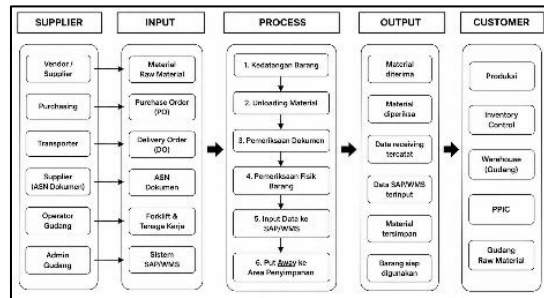 SUPPLIER
INPUT
PROCESS
OUTPUT
CUSTOMER
Vendor /
Supplier
Purchasing
Transporter
Supplier
(ASN Dokumen)
Operator
Gudang
Admin
Gudang
Material
Raw Material
Purchase Order
(PO)
Delivery Order
(DO)
ASN
Dokumen
Forklift &
Tenaga Kerja
Sistem
SAP/WMS
1. Kedatangan Barang
2. Unloading Material
3. Pemeriksaan Dokumen
4. Pemeriksaan Fisik
Barang
5. Input Data ke
SAP/WMS
6. Put Away ke
Area Penyimpanan
Material
diterima
Material
diperiksa
Data receiving
tercatat
Data SAP/WMS
terinput
Material
tersimpan
Barang siap
digunakan
Produksi
Inventory
Control
Warehouse
(Gudang)
PPIC
Gudang
Raw Material